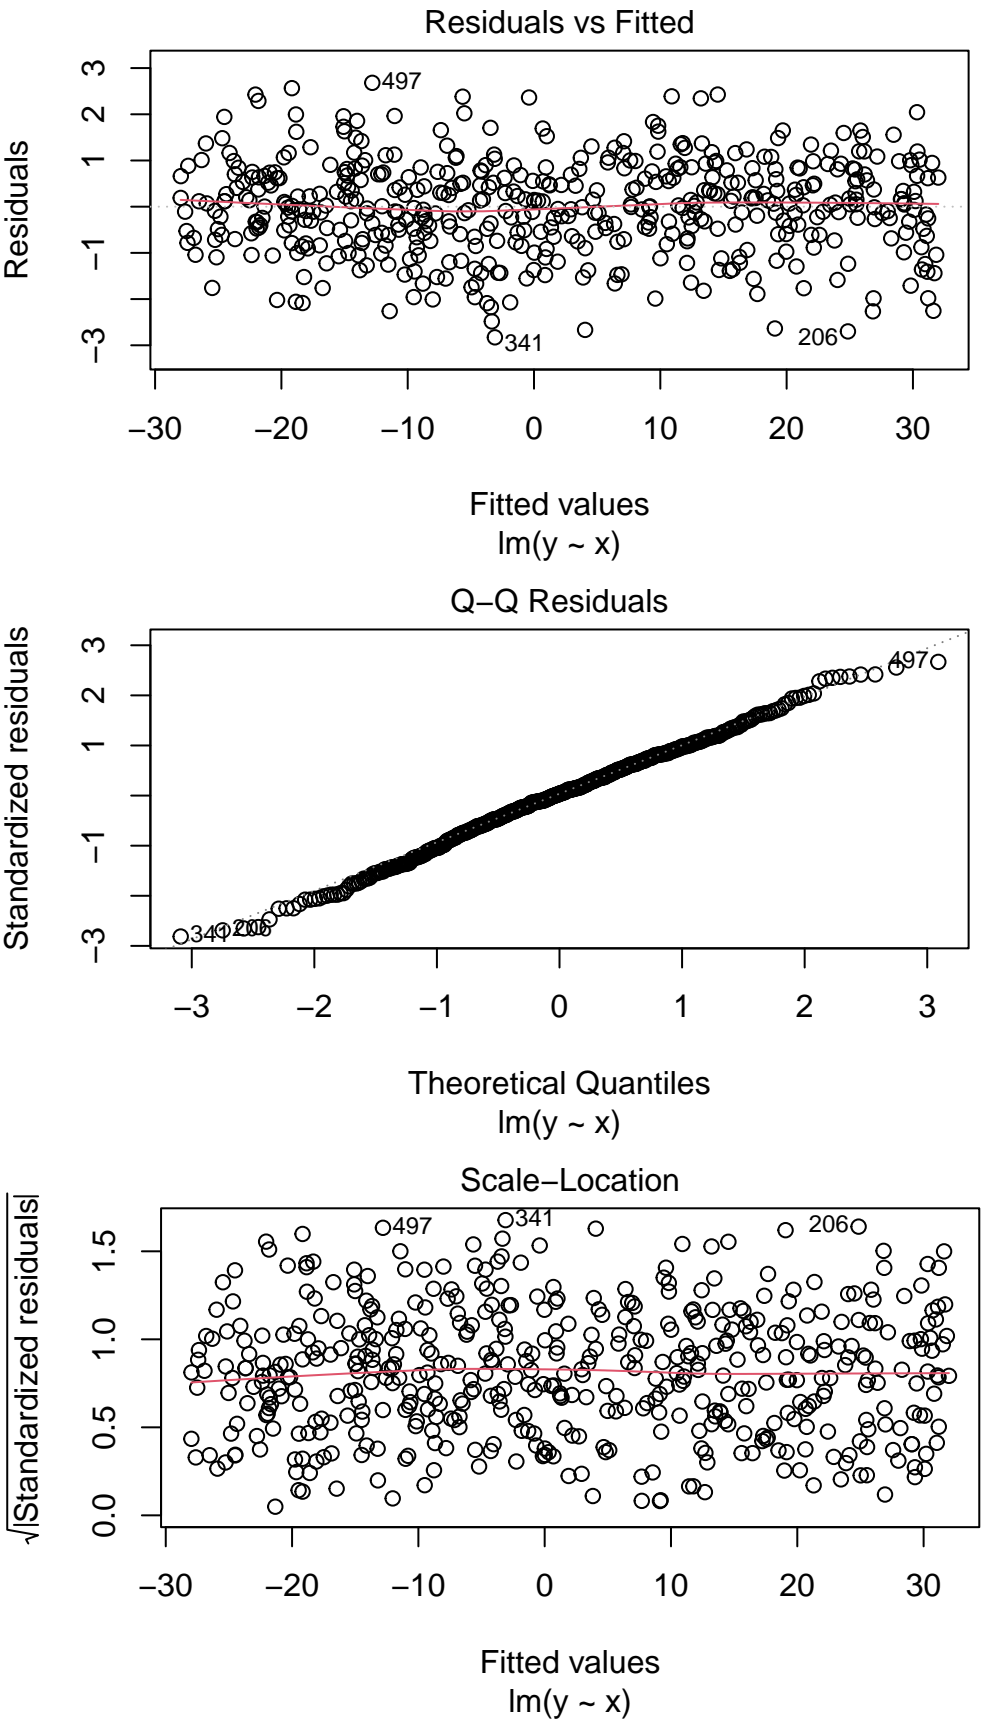 Residuals vs Fitted
Residuals
3
2
1
−1
−3
497
341
206
−30 −20 −10 0 10 20 30
Fitted values
lm(y ~ x)
Q−Q Residuals
Standardized residuals
3
2
1
−1
−3
497
341
206
−3 −2 −1 0 1 2 3
Theoretical Quantiles
lm(y ~ x)
Scale−Location
√|Standardized residuals|
1.5
1.0
0.5
0.0
497
341
206
−30 −20 −10 0 10 20 30
Fitted values
lm(y ~ x)